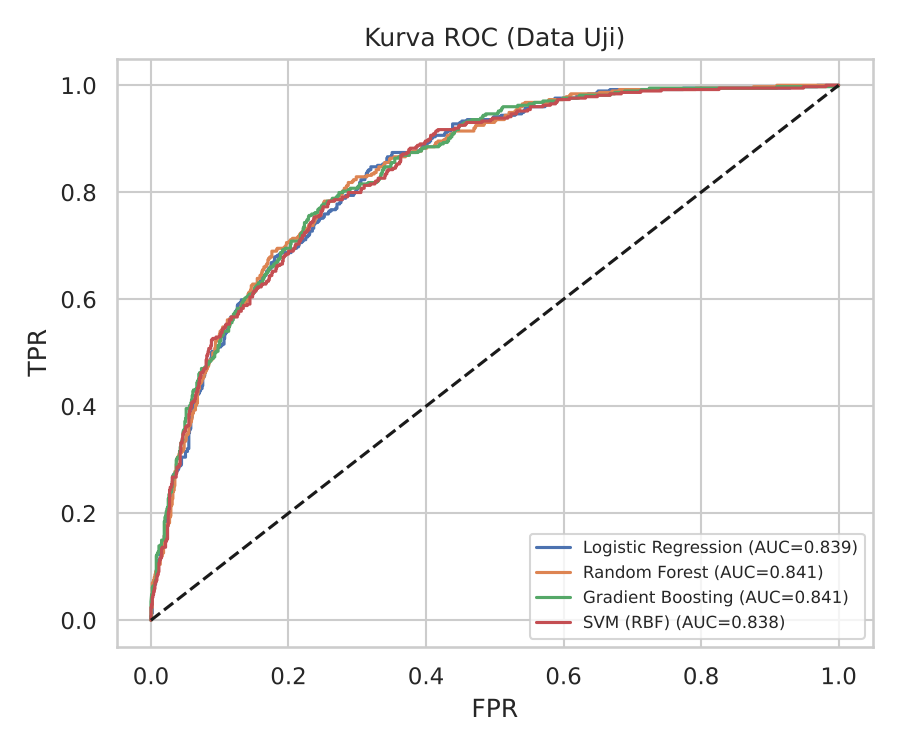 Kurva ROC (Data Uji)
TPR
1.0
0.8
0.6
0.4
0.2
0.0
Logistic Regression (AUC=0.839)
Random Forest (AUC=0.841)
Gradient Boosting (AUC=0.841)
SVM (RBF) (AUC=0.838)
0.0 0.2 0.4 0.6 0.8 1.0
FPR